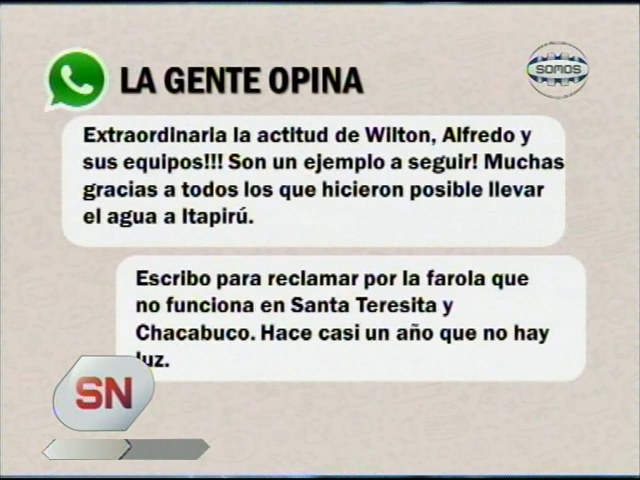 LA GENTE OPINA
SOMOS
Extraordinaria la actitud de Wilton, Alfredo y
sus equipos!!! Son un ejemplo a seguir! Muchas
gracias a todos los que hicieron posible llevar
el agua a Itapirú.
Escribo para reclamar por la farola que
no funciona en Santa Teresita y
Chacabuco. Hace casi un año que no hay
luz.
SN